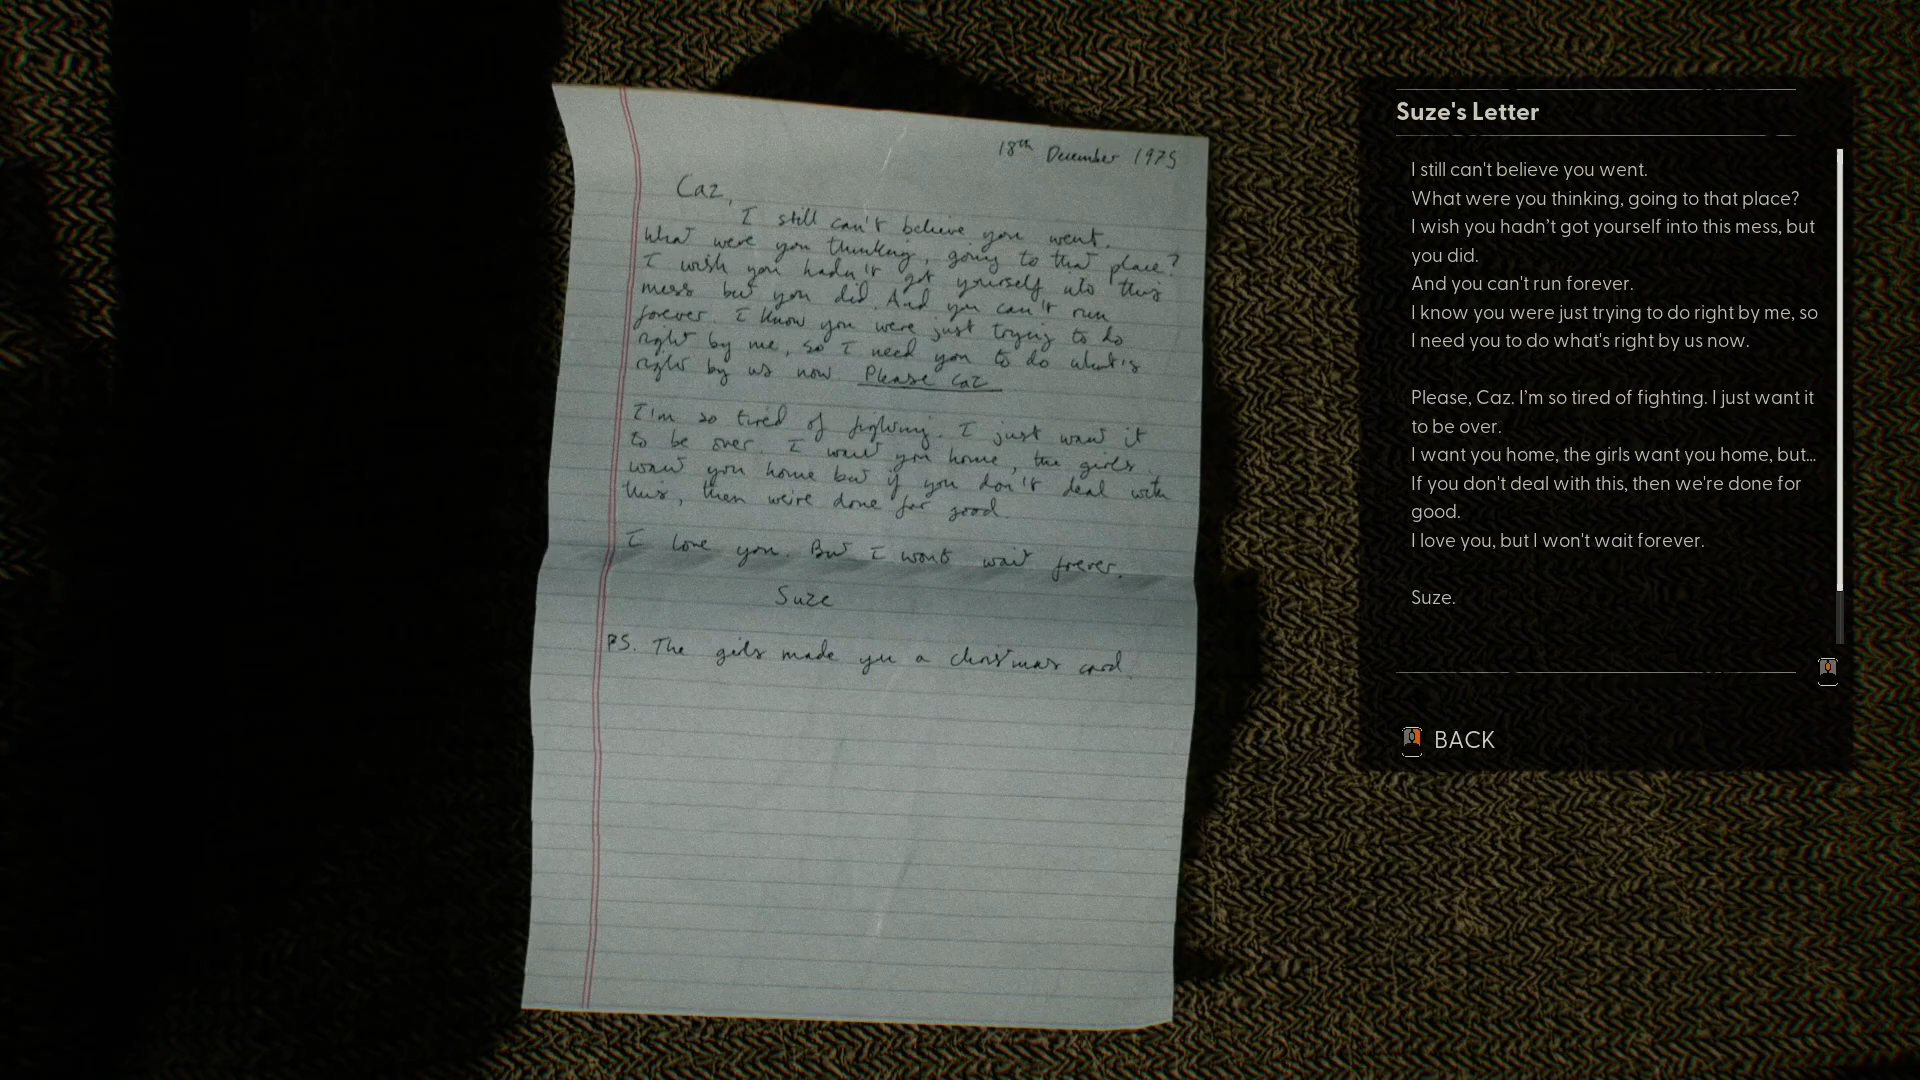 18th December 1975
Caz,
I still can't believe you went.
What were you thinking, going to that place?
I wish you hadn't got yourself into this
mess but you did. And you can't run
forever. I know you were just trying to do
right by me, so I need you to do what's
right by us now. Please Caz
I'm so tired of fighting. I just want it
to be over. I want you home, the girls
want you home but if you don't deal with
this, then we're done for good.
I love you. But I wont wait forever.
Suze
PS. The girls made you a christmas card.
Suze's Letter
I still can't believe you went.
What were you thinking, going to that place?
I wish you hadn’t got yourself into this mess, but
you did.
And you can't run forever.
I know you were just trying to do right by me, so
I need you to do what's right by us now.
Please, Caz. I’m so tired of fighting. I just want it
to be over.
I want you home, the girls want you home, but...
If you don't deal with this, then we're done for
good.
I love you, but I won't wait forever.
Suze.
BACK